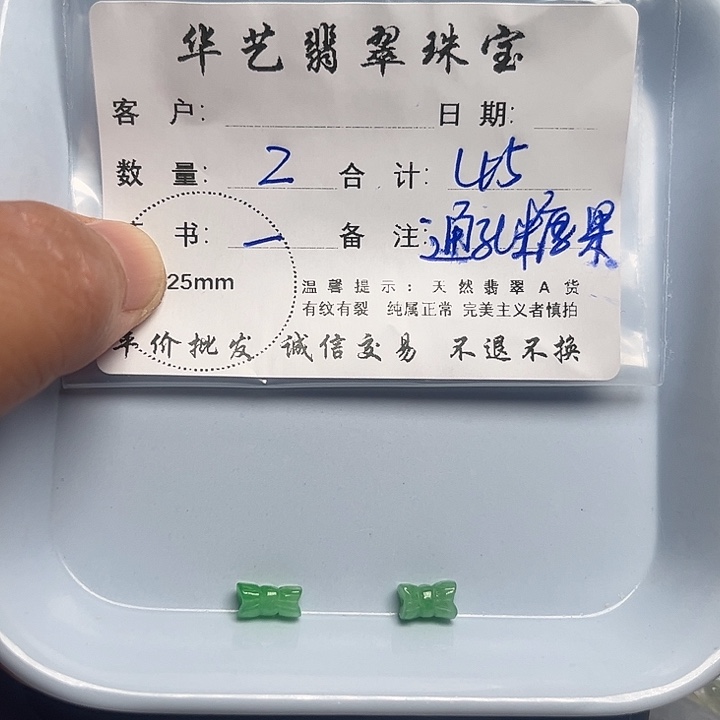 华艺翡翠珠宝
客 户: 日 期:
数 量: 2 合 计:
书: 一 备 注: 通孔 糖果
25mm
温馨提示:天然翡翠A货
有纹有裂 纯属正常 完美主义者慎拍
平价批发 诚信交易 不退不换